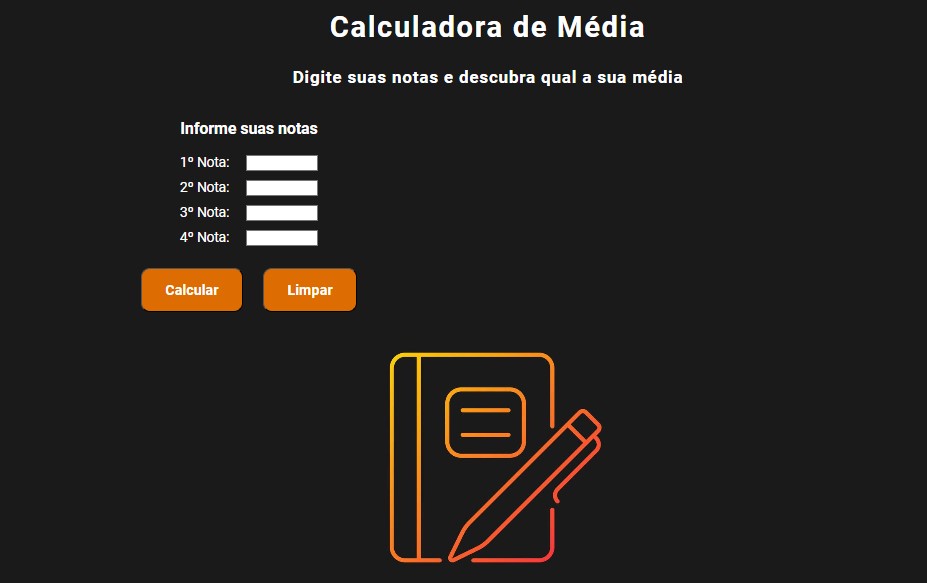 Calculadora de Média
Digite suas notas e descubra qual a sua média
Informe suas notas
1º Nota:
2º Nota:
3º Nota:
4º Nota:
Calcular Limpar